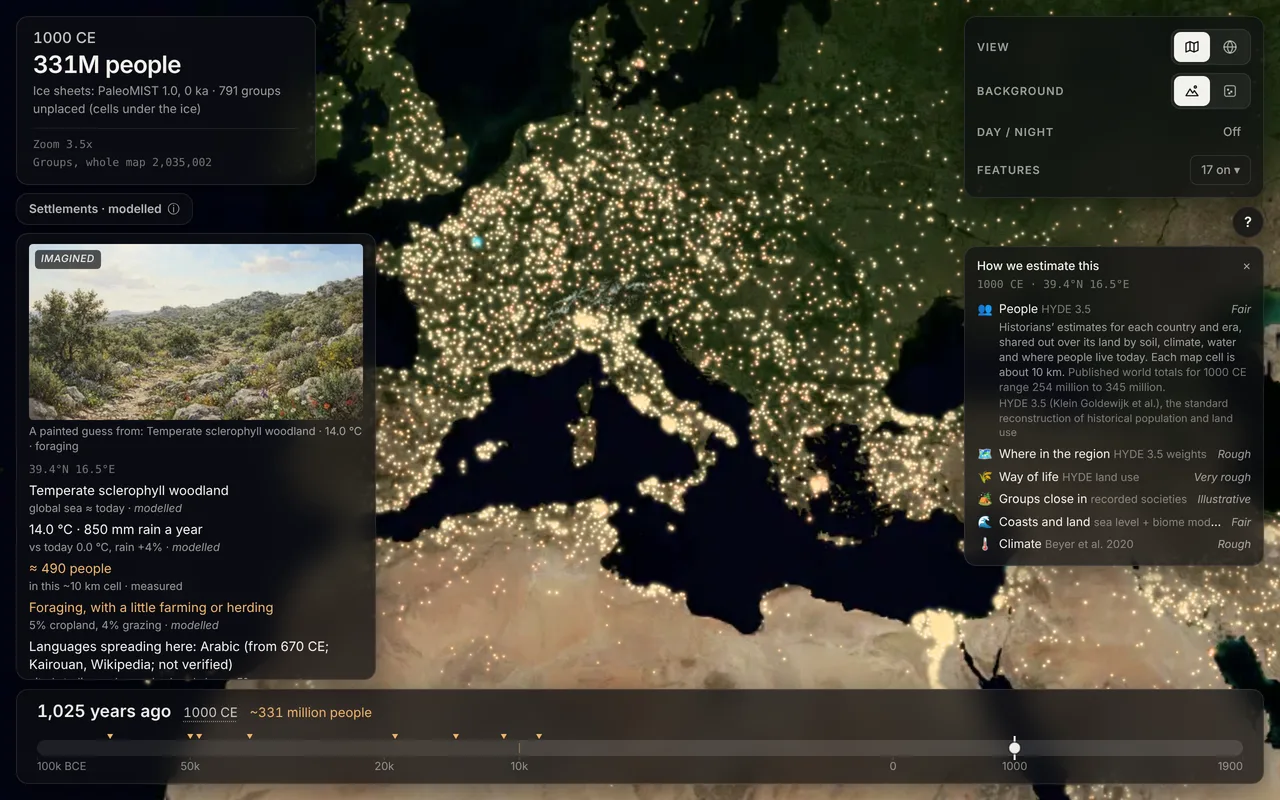 1000 CE
331M people
Ice sheets: PaleoMIST 1.0, 0 ka · 791 groups
unplaced (cells under the ice)
Zoom 3.5x
Groups, whole map 2,035,002
Settlements · modelled ⓘ
IMAGINED
A painted guess from: Temperate sclerophyll woodland · 14.0 °C
· foraging
39.4°N 16.5°E
Temperate sclerophyll woodland
global sea ≈ today · modelled
14.0 °C · 850 mm rain a year
vs today 0.0 °C, rain +4% · modelled
≈ 490 people
in this ~10 km cell · measured
Foraging, with a little farming or herding
5% cropland, 4% grazing · modelled
Languages spreading here: Arabic (from 670 CE;
Kairouan, Wikipedia; not verified)
VIEW
BACKGROUND
DAY / NIGHT Off
FEATURES 17 on ▾
?
How we estimate this ×
1000 CE · 39.4°N 16.5°E
People HYDE 3.5 Fair
Historians' estimates for each country and era,
shared out over its land by soil, climate, water
and where people live today. Each map cell is
about 10 km. Published world totals for 1000 CE
range 254 million to 345 million.
HYDE 3.5 (Klein Goldewijk et al.), the standard
reconstruction of historical population and land
use
Where in the region HYDE 3.5 weights Rough
Way of life HYDE land use Very rough
Groups close in recorded societies Illustrative
Coasts and land sea level + biome mod... Fair
Climate Beyer et al. 2020 Rough
1,025 years ago 1000 CE ~331 million people
100k BCE 50k 20k 10k 0 1000 1900